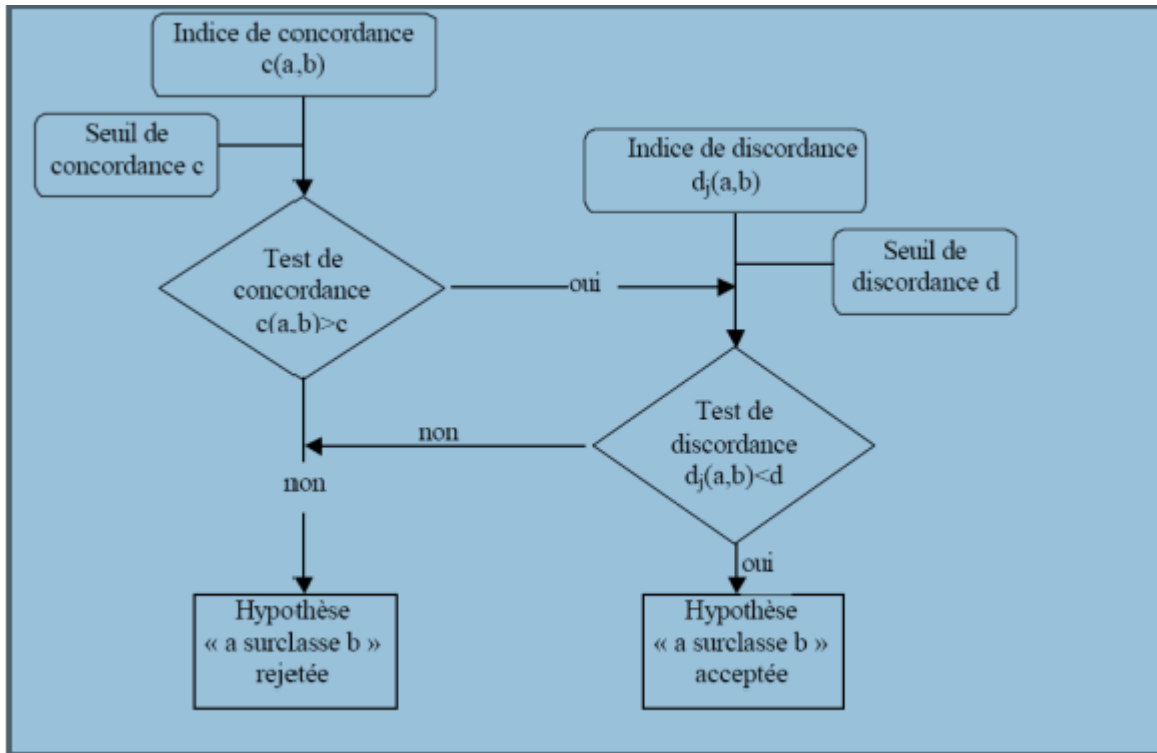 Indice de concordance
c(a,b)
Seuil de
concordance c
Indice de discordance
dj(a,b)
Seuil de
discordance d
Test de
concordance
c(a,b)>c
oui
Test de
discordance
dj(a,b)<d
non
non
oui
Hypothèse
« a surclasse b »
rejetée
Hypothèse
« a surclasse b »
acceptée